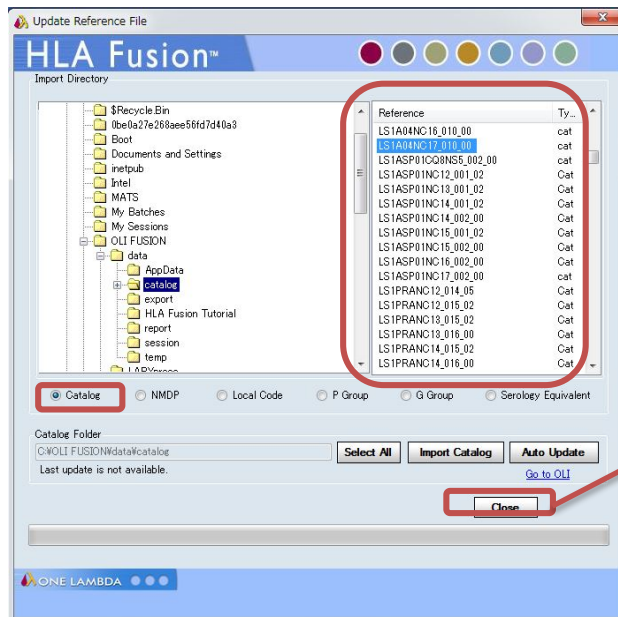 Update Reference File
HLA Fusion™
Import Directory
$Recycle.Bin
0be0a27e268aee56fd7d40a3
Boot
Documents and Settings
inetpub
Intel
MATS
My Batches
My Sessions
OLI FUSION
data
AppData
catalog
export
HLA Fusion Tutorial
report
session
temp
Reference Ty...
LS1A04NC16_010_00 cat
LS1A04NC17_010_00 cat
LS1ASP01CQ8NS5_002_00 cat
LS1ASP01NC12_001_02 Cat
LS1ASP01NC13_001_02 Cat
LS1ASP01NC14_001_02 Cat
LS1ASP01NC14_002_00 Cat
LS1ASP01NC15_001_02 Cat
LS1ASP01NC15_002_00 Cat
LS1ASP01NC16_002_00 Cat
LS1ASP01NC17_002_00 cat
LS1PRANC12_014_05 Cat
LS1PRANC12_015_02 Cat
LS1PRANC13_015_02 Cat
LS1PRANC13_016_00 Cat
LS1PRANC14_015_02 Cat
LS1PRANC14_016_00 Cat
Catalog NMDP Local Code P Group G Group Serology Equivalent
Catalog Folder
C:¥OLI FUSION¥data¥catalog Select All Import Catalog Auto Update
Last update is not available. Go to OLI
Close
ONE LAMBDA